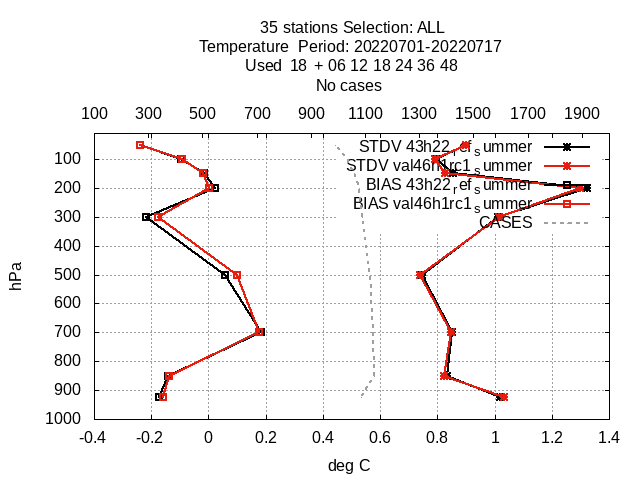 35 stations Selection: ALL
Temperature Period: 20220701-20220717
Used 18 + 06 12 18 24 36 48
No cases
100 300 500 700 900 1100 1300 1500 1700 1900
STDV 43h22_ref_summer
STDV val46h1rc1_summer
BIAS 43h22_ref_summer
BIAS val46h1rc1_summer
CASES
100
200
300
400
500
600
700
800
900
1000
hPa
-0.4 -0.2 0 0.2 0.4 0.6 0.8 1 1.2 1.4
deg C